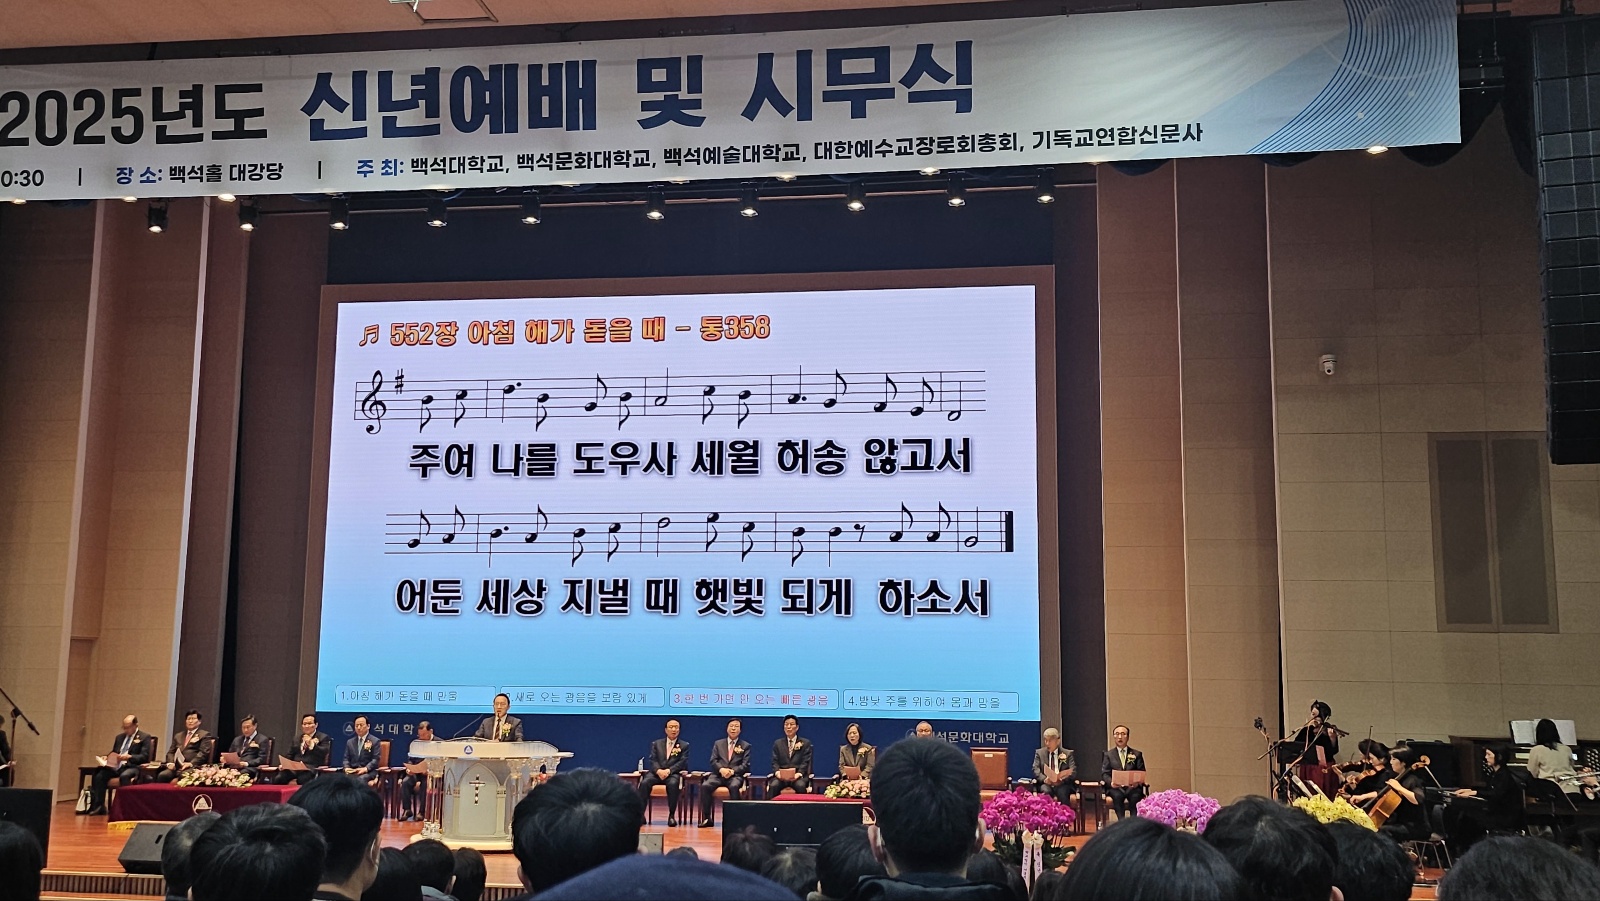 2025년도 신년예배 및 시무식
0:30 | 장 소: 백석홀 대강당 | 주 최: 백석대학교, 백석문화대학교, 백석예술대학교, 대한예수교장로회총회, 기독교연합신문사
552장 아침 해가 돋을 때 - 통358
주여 나를 도우사 세월 허송 않고서
어둔 세상 지낼 때 햇빛 되게 하소서
1.아침 해가 돋을 때 만물
2.새로 오는 광음을 보람 있게
3.한 번 가면 안 오는 빠른 광음
4.밤낮 주를 위하여 몸과 맘을
백석대학
백석문화대학교